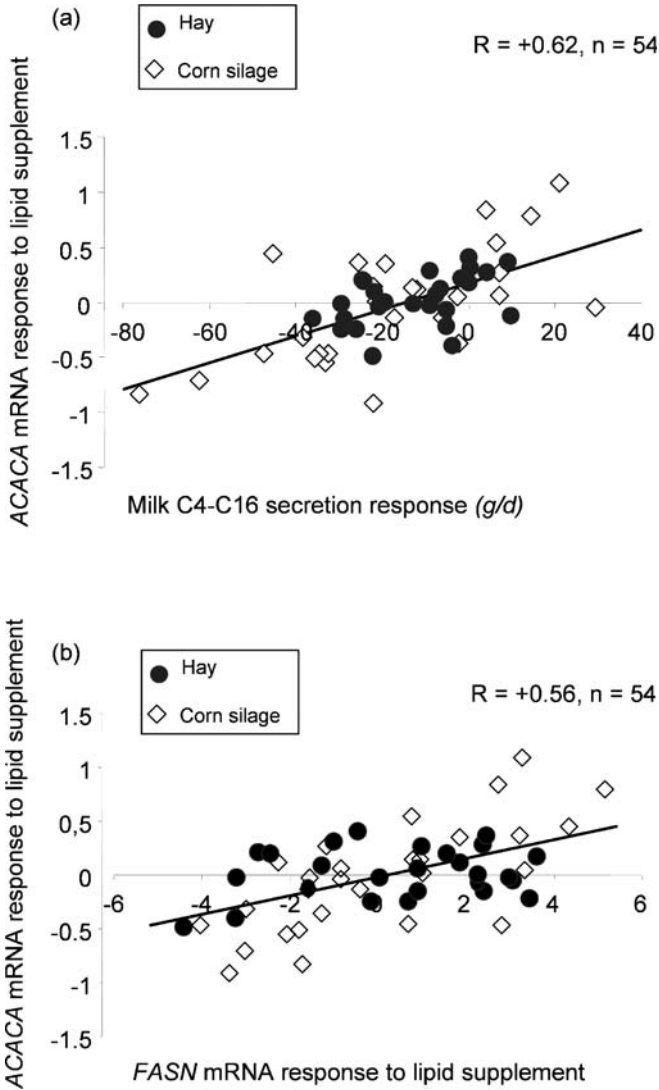 (a)
Hay
Corn silage
R = +0.62, n = 54
ACACA mRNA response to lipid supplement
1.5
1
0.5
0
-0.5
-1
-1.5
-80 -60 -40 -20 0 20 40
Milk C4-C16 secretion response (g/d)
(b)
Hay
Corn silage
R = +0.56, n = 54
ACACA mRNA response to lipid supplement
1.5
1
0.5
0
-0.5
-1
-1.5
-6 -4 -2 0 2 4 6
FASN mRNA response to lipid supplement